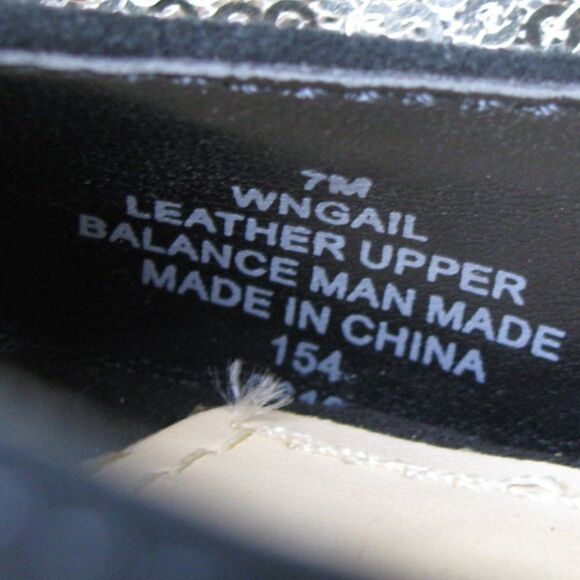 7M
WNGAIL
LEATHER UPPER
BALANCE MAN MADE
MADE IN CHINA
154